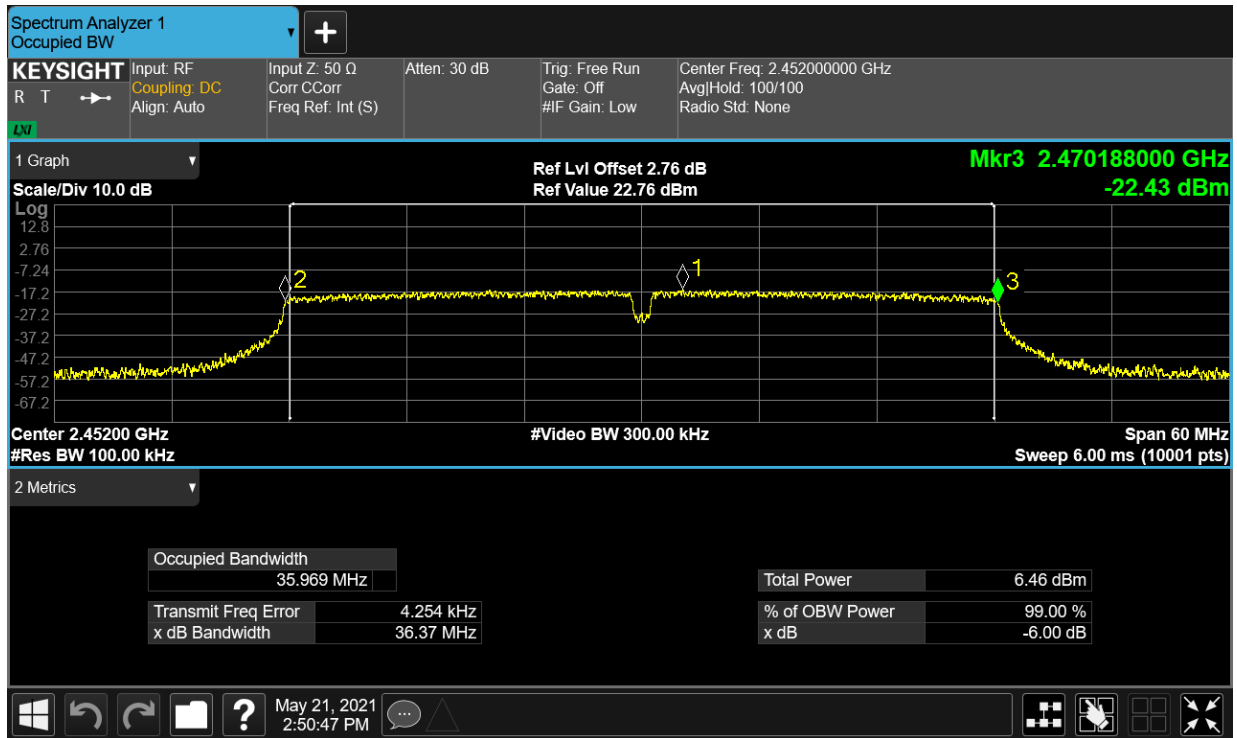 Spectrum Analyzer 1
Occupied BW
KEYSIGHT
R T
LXI
Input: RF
Coupling: DC
Align: Auto
Input Z: 50 Ω
Corr CCorr
Freq Ref: Int (S)
Atten: 30 dB
Trig: Free Run
Gate: Off
#IF Gain: Low
Center Freq: 2.452000000 GHz
Avg|Hold: 100/100
Radio Std: None
1 Graph
Scale/Div 10.0 dB
Ref Lvl Offset 2.76 dB
Ref Value 22.76 dBm
Mkr3 2.470188000 GHz
-22.43 dBm
Log
12.8
2.76
-7.24
-17.2
-27.2
-37.2
-47.2
-57.2
-67.2
2
1
3
Center 2.45200 GHz
#Video BW 300.00 kHz
Span 60 MHz
#Res BW 100.00 kHz
Sweep 6.00 ms (10001 pts)
2 Metrics
Occupied Bandwidth
35.969 MHz
Total Power 6.46 dBm
Transmit Freq Error 4.254 kHz
% of OBW Power 99.00 %
x dB Bandwidth 36.37 MHz
x dB -6.00 dB
?
May 21, 2021
2:50:47 PM